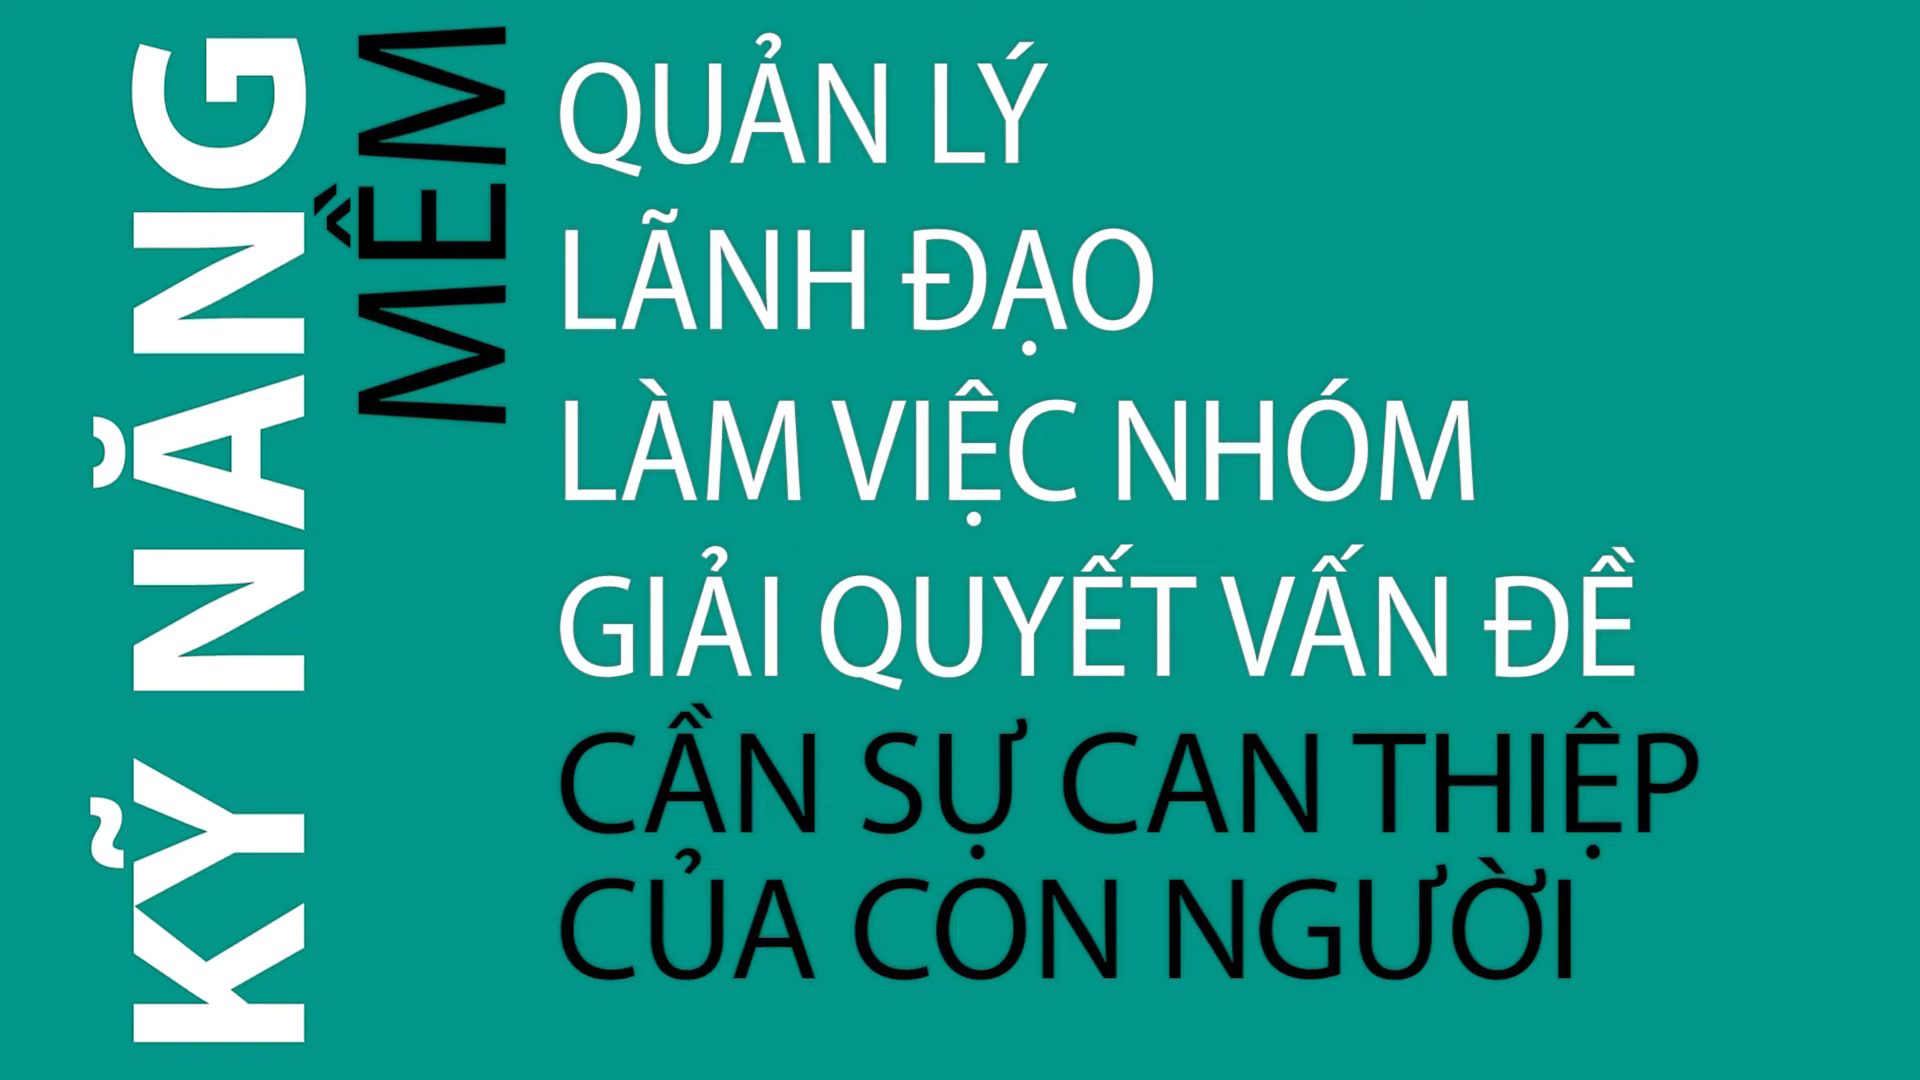 KỸ NĂNG
MỀM
QUẢN LÝ
LÃNH ĐẠO
LÀM VIỆC NHÓM
GIẢI QUYẾT VẤN ĐỀ
CẦN SỰ CAN THIỆP
CỦA CON NGƯỜI